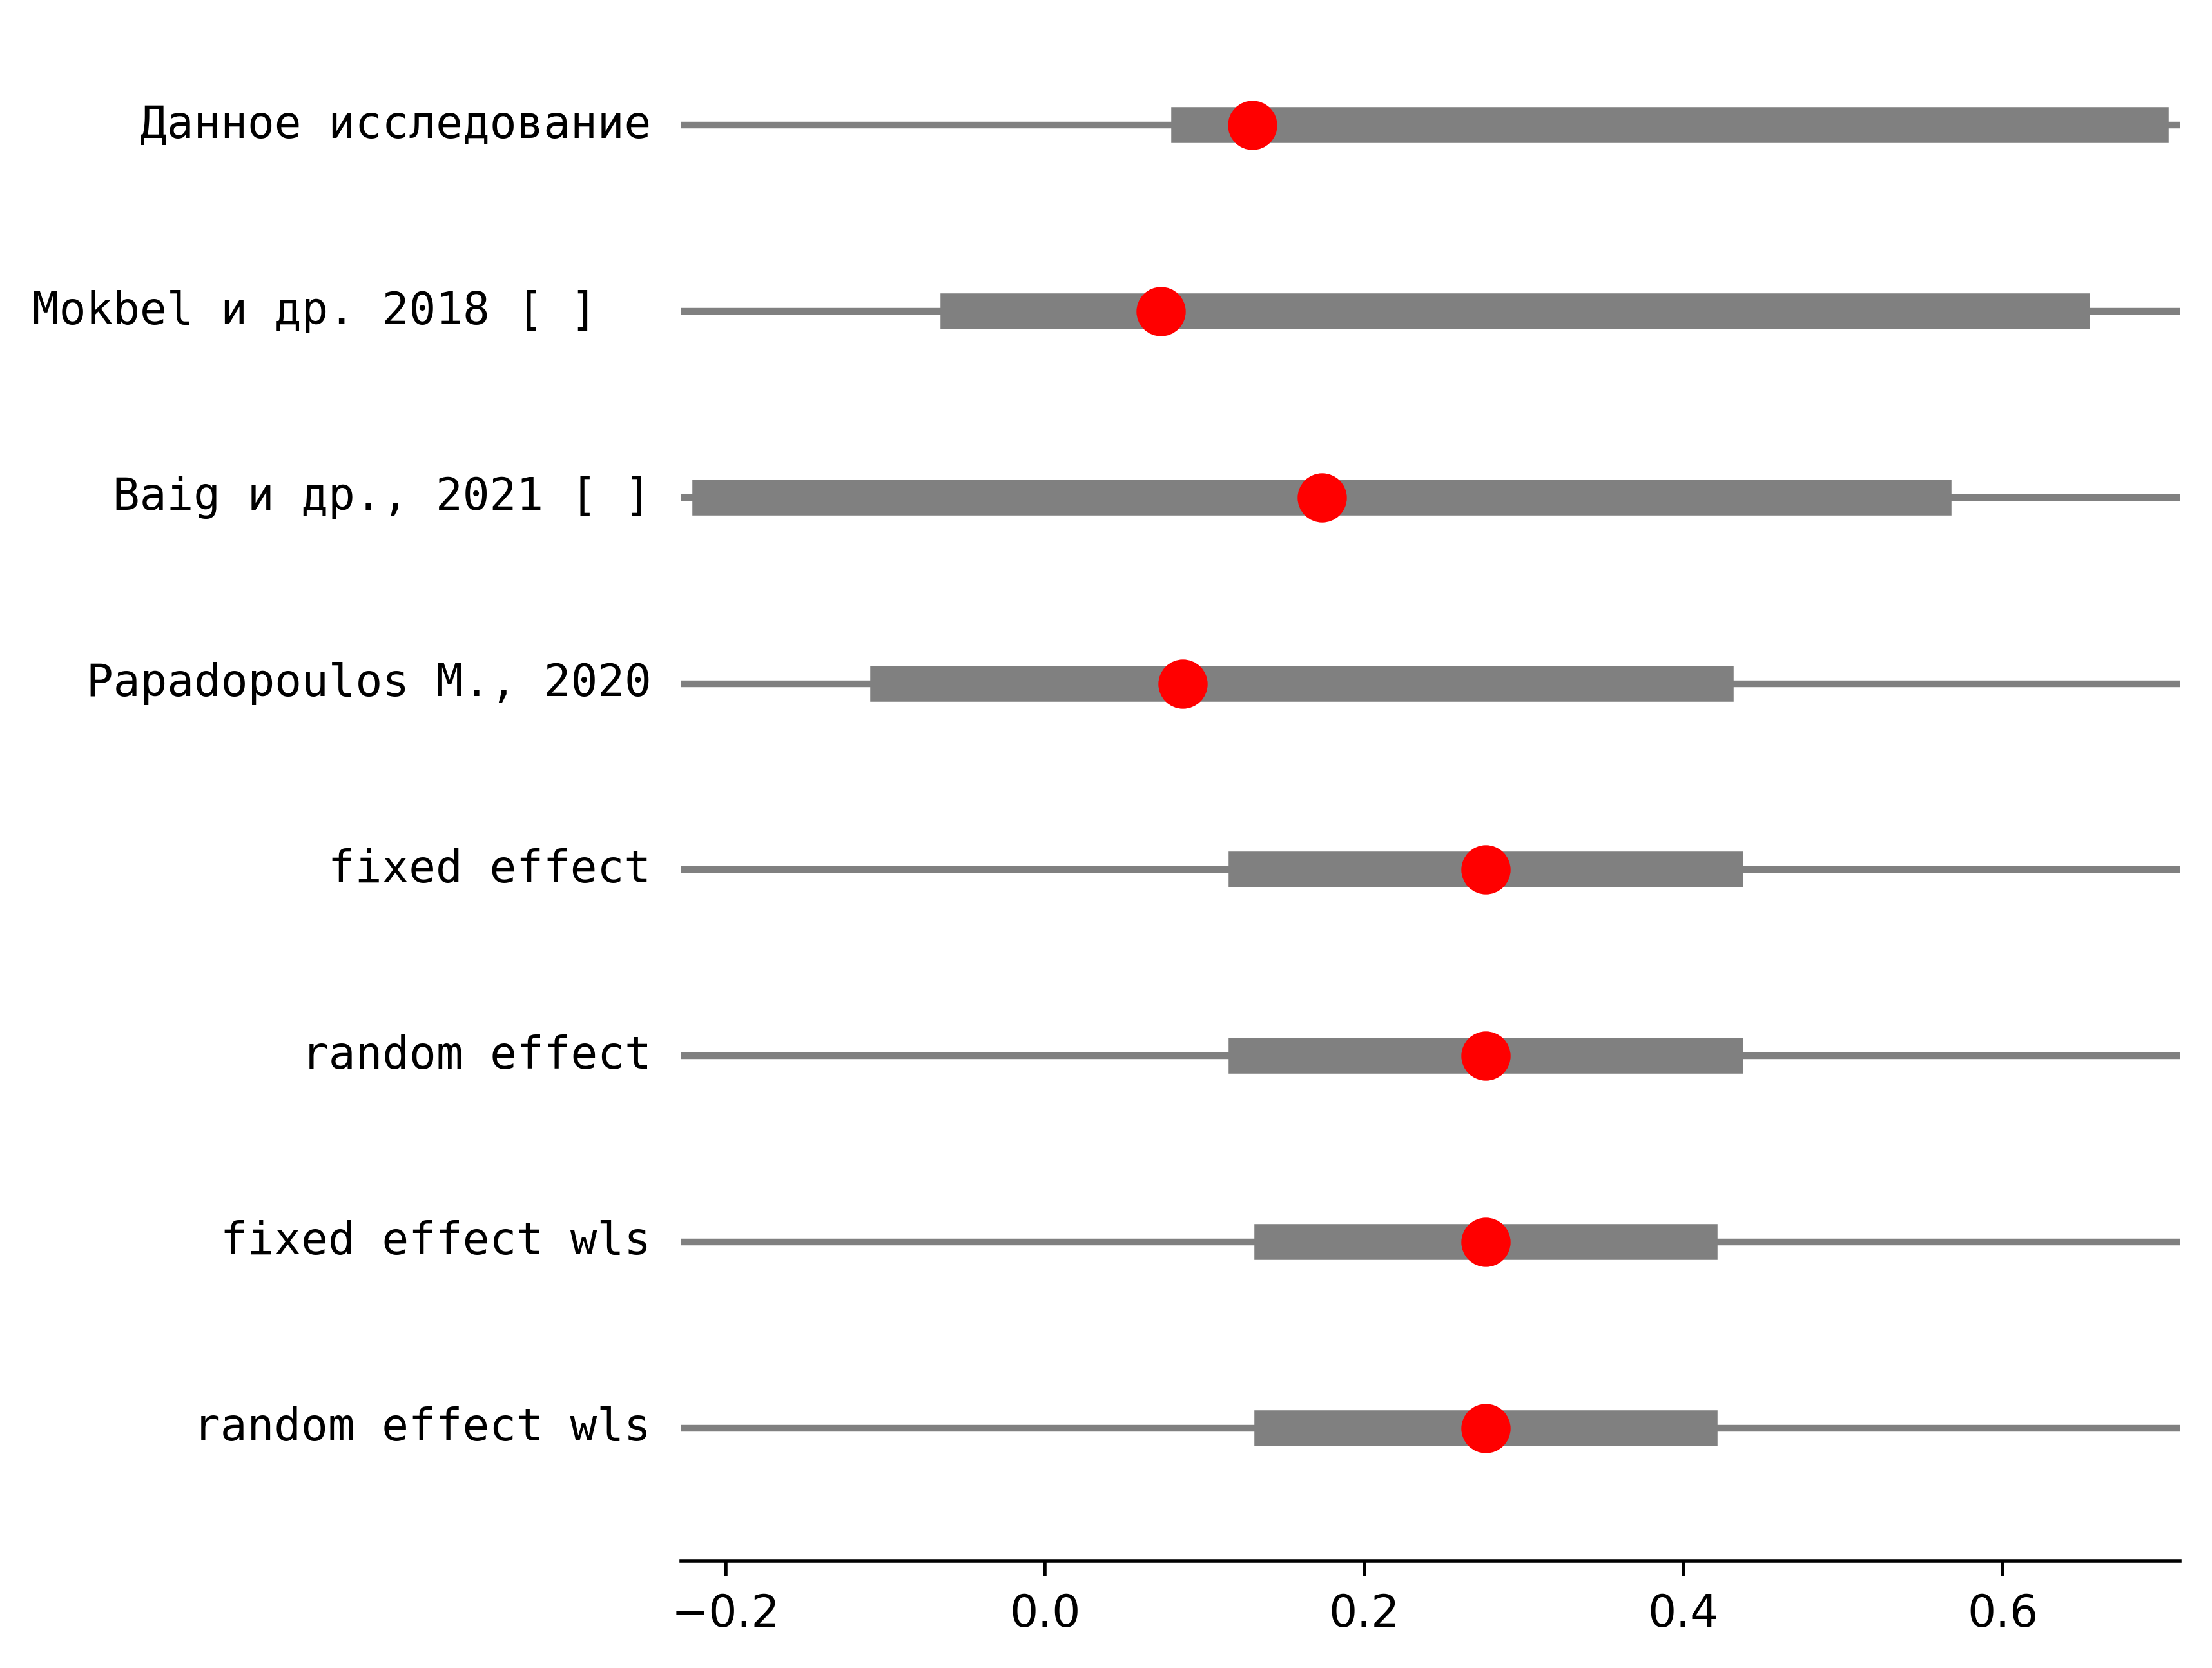 Данное исследование
Mokbel и др. 2018 [ ]
Baig и др., 2021 [ ]
Papadopoulos M., 2020
fixed effect
random effect
fixed effect wls
random effect wls
−0.2 0.0 0.2 0.4 0.6